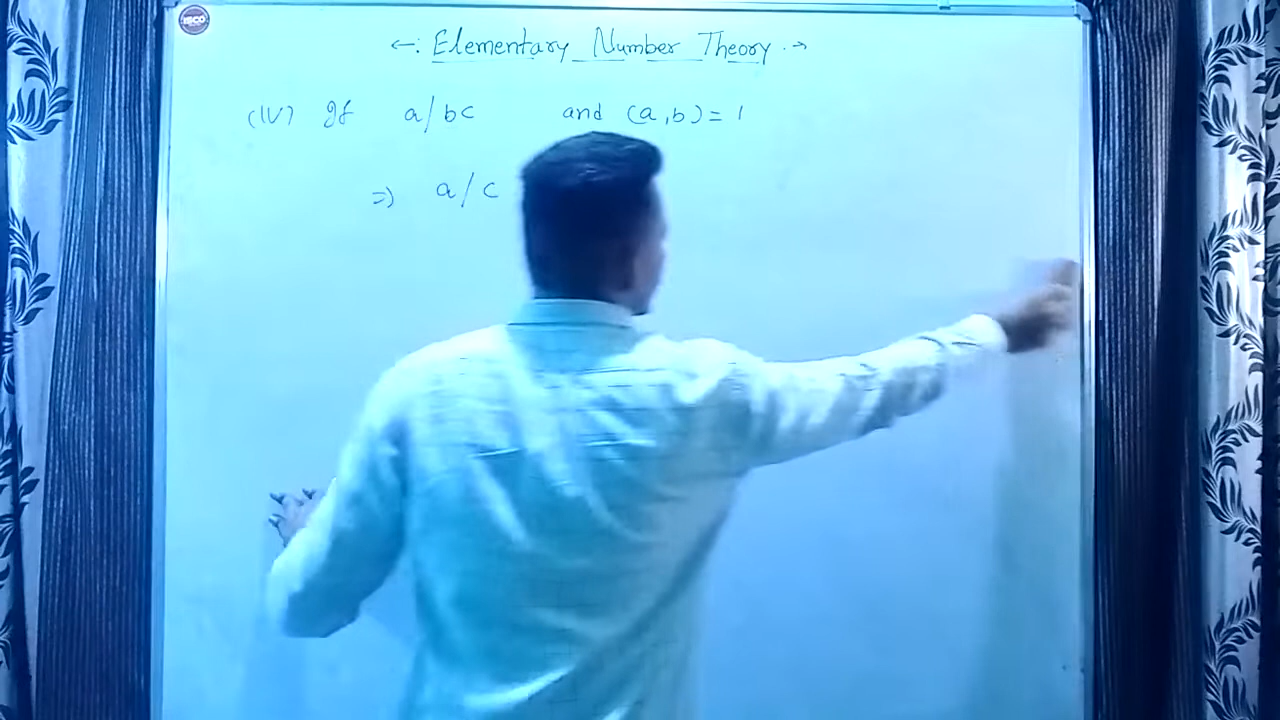 ←: Elementary Number Theory :→
(IV) If a/bc and (a,b) = 1
⇒ a/c